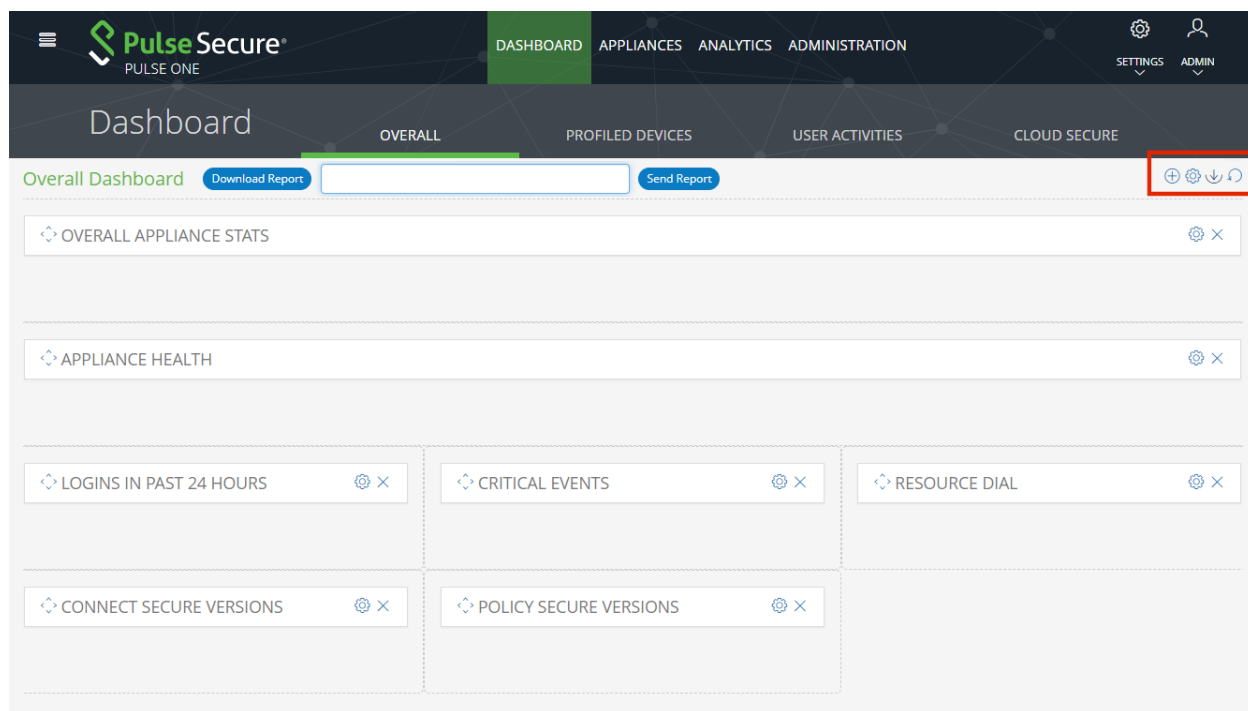 Pulse Secure®
PULSE ONE
DASHBOARD APPLIANCES ANALYTICS ADMINISTRATION
SETTINGS ADMIN
Dashboard
OVERALL PROFILED DEVICES USER ACTIVITIES CLOUD SECURE
Overall Dashboard Download Report Send Report
OVERALL APPLIANCE STATS
APPLIANCE HEALTH
LOGINS IN PAST 24 HOURS CRITICAL EVENTS RESOURCE DIAL
CONNECT SECURE VERSIONS POLICY SECURE VERSIONS